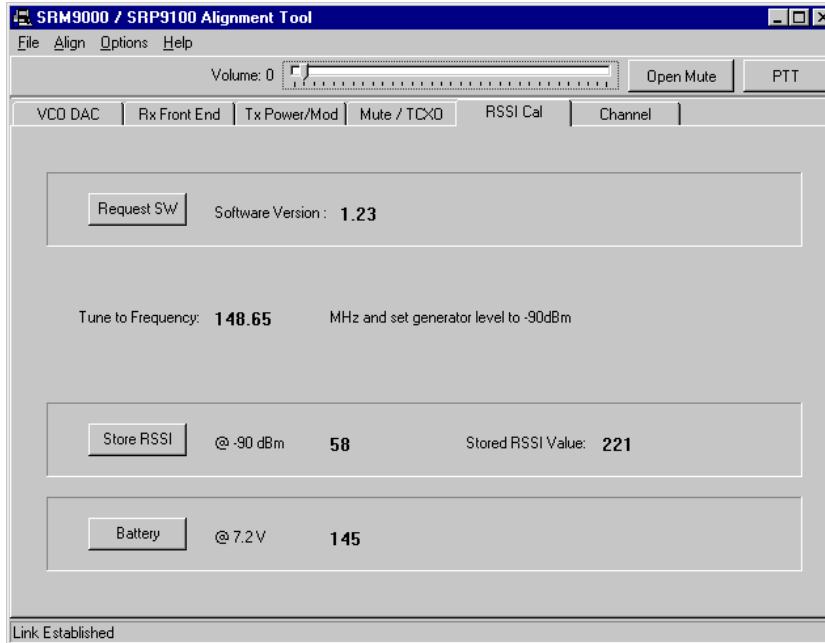 SRM9000 / SRP9100 Alignment Tool
File Align Options Help
Volume: 0 Open Mute PTT
VCO DAC Rx Front End Tx Power/Mod Mute / TCXO RSSI Cal Channel
Request SW Software Version : 1.23
Tune to Frequency: 148.65 MHz and set generator level to -90dBm
Store RSSI @ -90 dBm 58 Stored RSSI Value: 221
Battery @ 7.2 V 145
Link Established